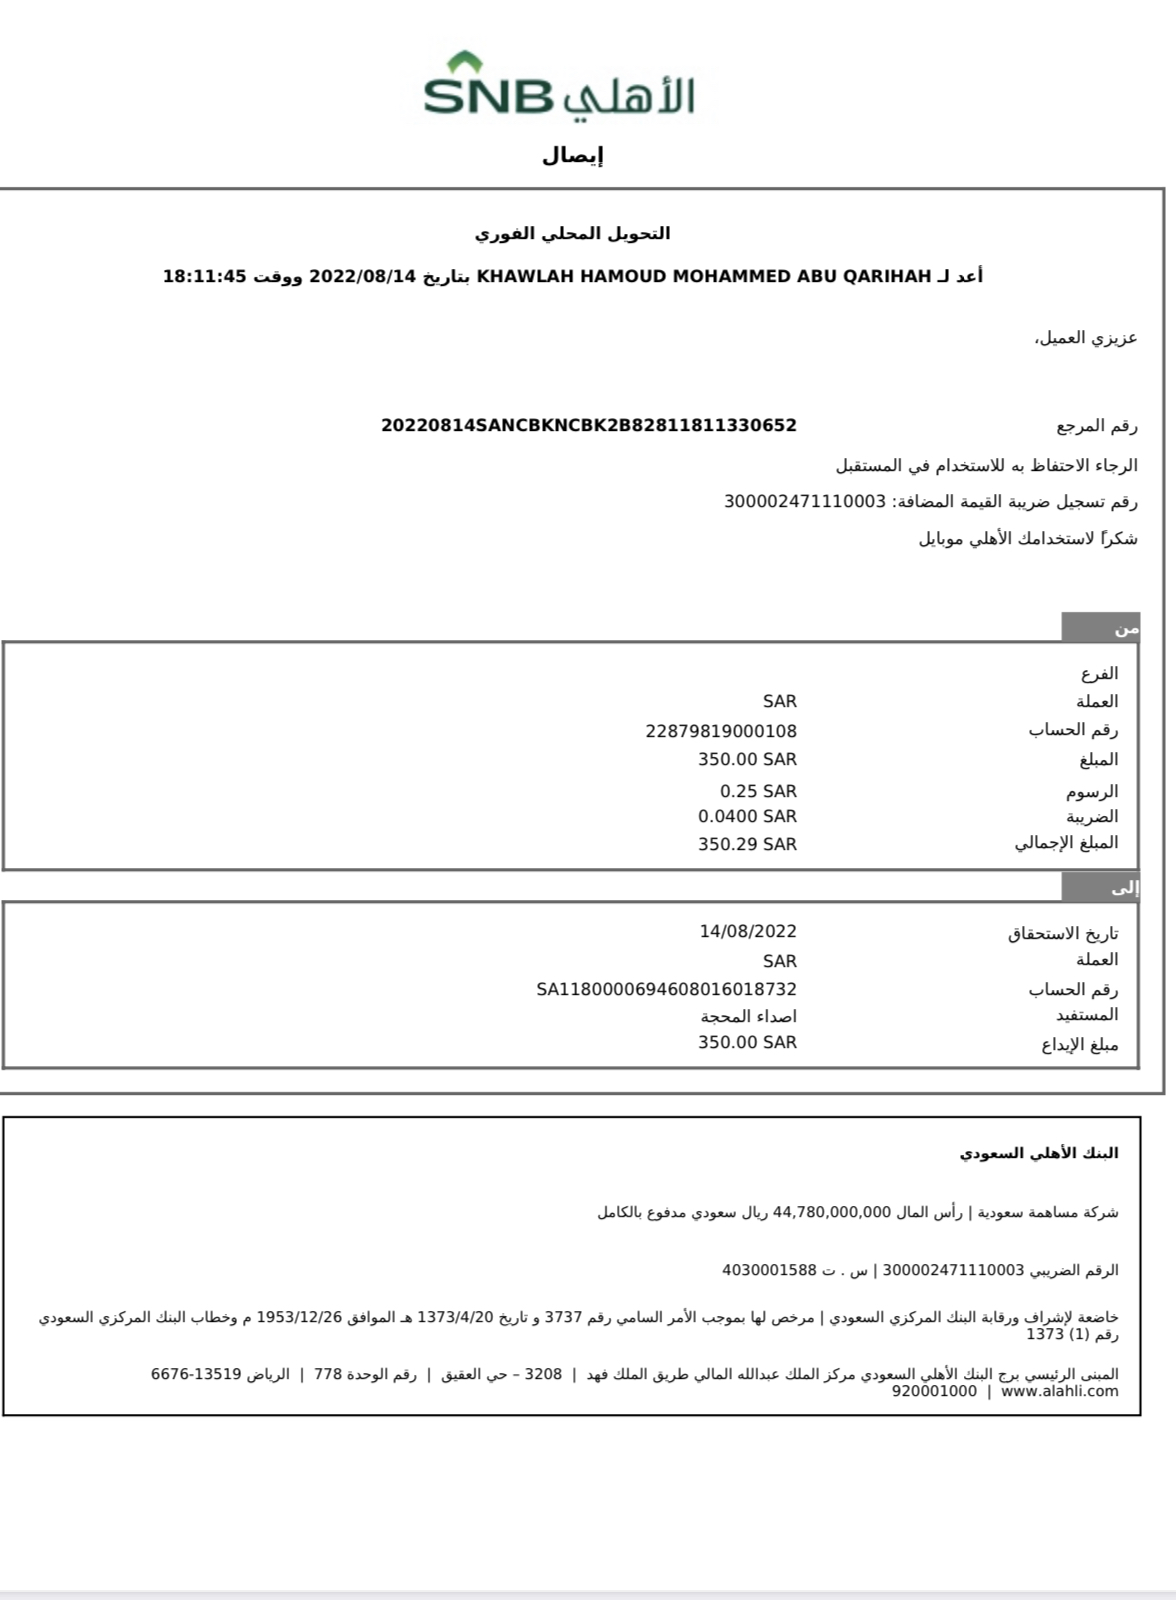 SNB الأهلي
إيصال
التحويل المحلي الفوري
أعد لـ KHAWLAH HAMOUD MOHAMMED ABU QARIHAH بتاريخ 2022/08/14 ووقت 18:11:45
عزيزي العميل،
رقم المرجع 20220814SANCBKNCBK2B82811811330652
الرجاء الاحتفاظ به للاستخدام في المستقبل
رقم تسجيل ضريبة القيمة المضافة: 300002471110003
شكراً لاستخدامك الأهلي موبايل
من
الفرع
العملة SAR
رقم الحساب 22879819000108
المبلغ 350.00 SAR
الرسوم 0.25 SAR
الضريبة 0.0400 SAR
المبلغ الإجمالي 350.29 SAR
إلى
تاريخ الاستحقاق 14/08/2022
العملة SAR
رقم الحساب SA1180000694608016018732
المستفيد اصداء المحجة
مبلغ الإيداع 350.00 SAR
البنك الأهلي السعودي
شركة مساهمة سعودية | رأس المال 44,780,000,000 ريال سعودي مدفوع بالكامل
الرقم الضريبي 300002471110003 | س . ت 4030001588
خاضعة لإشراف ورقابة البنك المركزي السعودي | مرخص لها بموجب الأمر السامي رقم 3737 و تاريخ 1373/4/20 هـ الموافق 1953/12/26 م وخطاب البنك المركزي السعودي
رقم (1) 1373
المبنى الرئيسي برج البنك الأهلي السعودي مركز الملك عبدالله المالي طريق الملك فهد | 3208 – حي العقيق | رقم الوحدة 778 | الرياض 13519-6676
920001000 | www.alahli.com